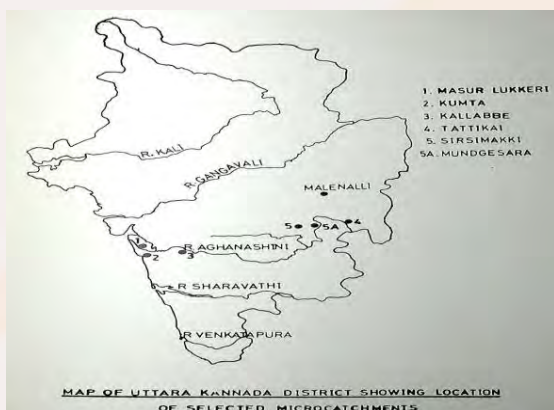 1. MASUR LUKKERI
2. KUMTA
3. KALLABBE
4. TATTIKAI
5. SIRSIMAKKI
5A. MUNDGESARA
R. KALI
R. GANGAVALI
MALENALLI
5
5A
4
1
R AGHANASHINI
2
3
R SHARAVATHI
R VENKATAPURA
MAP OF UTTARA KANNADA DISTRICT SHOWING LOCATION
OF SELECTED MICROCATCHMENTS